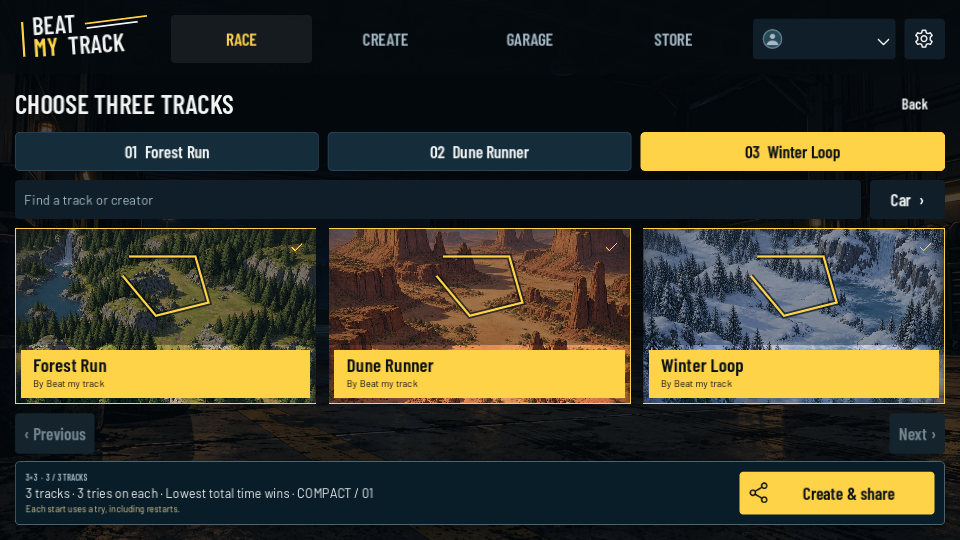 BEAT
MY TRACK
RACE
CREATE
GARAGE
STORE
CHOOSE THREE TRACKS
Back
01 Forest Run
02 Dune Runner
03 Winter Loop
Find a track or creator
Car ›
Forest Run
By Beat my track
Dune Runner
By Beat my track
Winter Loop
By Beat my track
‹ Previous
Next ›
3×3 · 3 / 3 TRACKS
3 tracks · 3 tries on each · Lowest total time wins · COMPACT / 01
Each start uses a try, including restarts.
Create & share